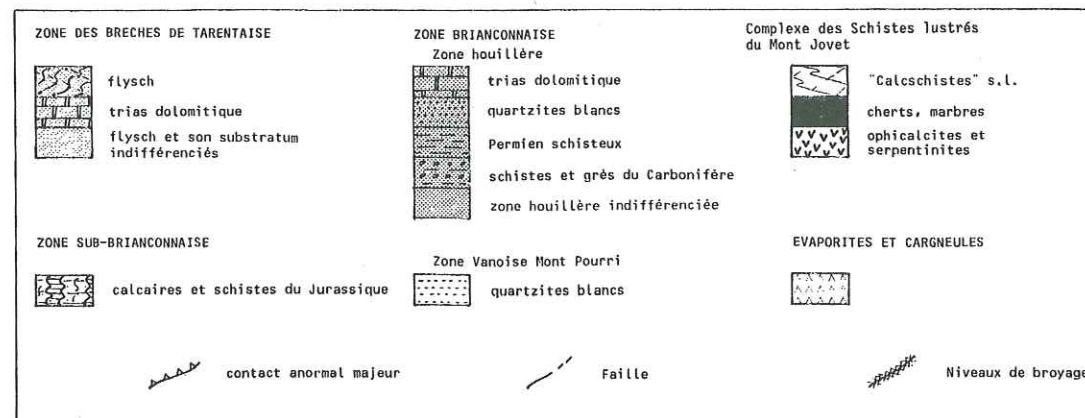 ZONE DES BRECHES DE TARENTAISE
flysch
trias dolomitique
flysch et son substratum
indifférenciés
ZONE SUB-BRIANCONNAISE
calcaires et schistes du Jurassique
ZONE BRIANCONNAISE
Zone houillère
trias dolomitique
quartzites blancs
Permien schisteux
schistes et grès du Carbonifère
zone houillère indifférenciée
Zone Vanoise Mont Pourri
quartzites blancs
Complexe des Schistes lustrés
du Mont Jovet
"Calcschistes" s.l.
cherts, marbres
ophicalcites et
serpentinites
EVAPORITES ET CARGNEULES
contact anormal majeur
Faille
Niveaux de broyage